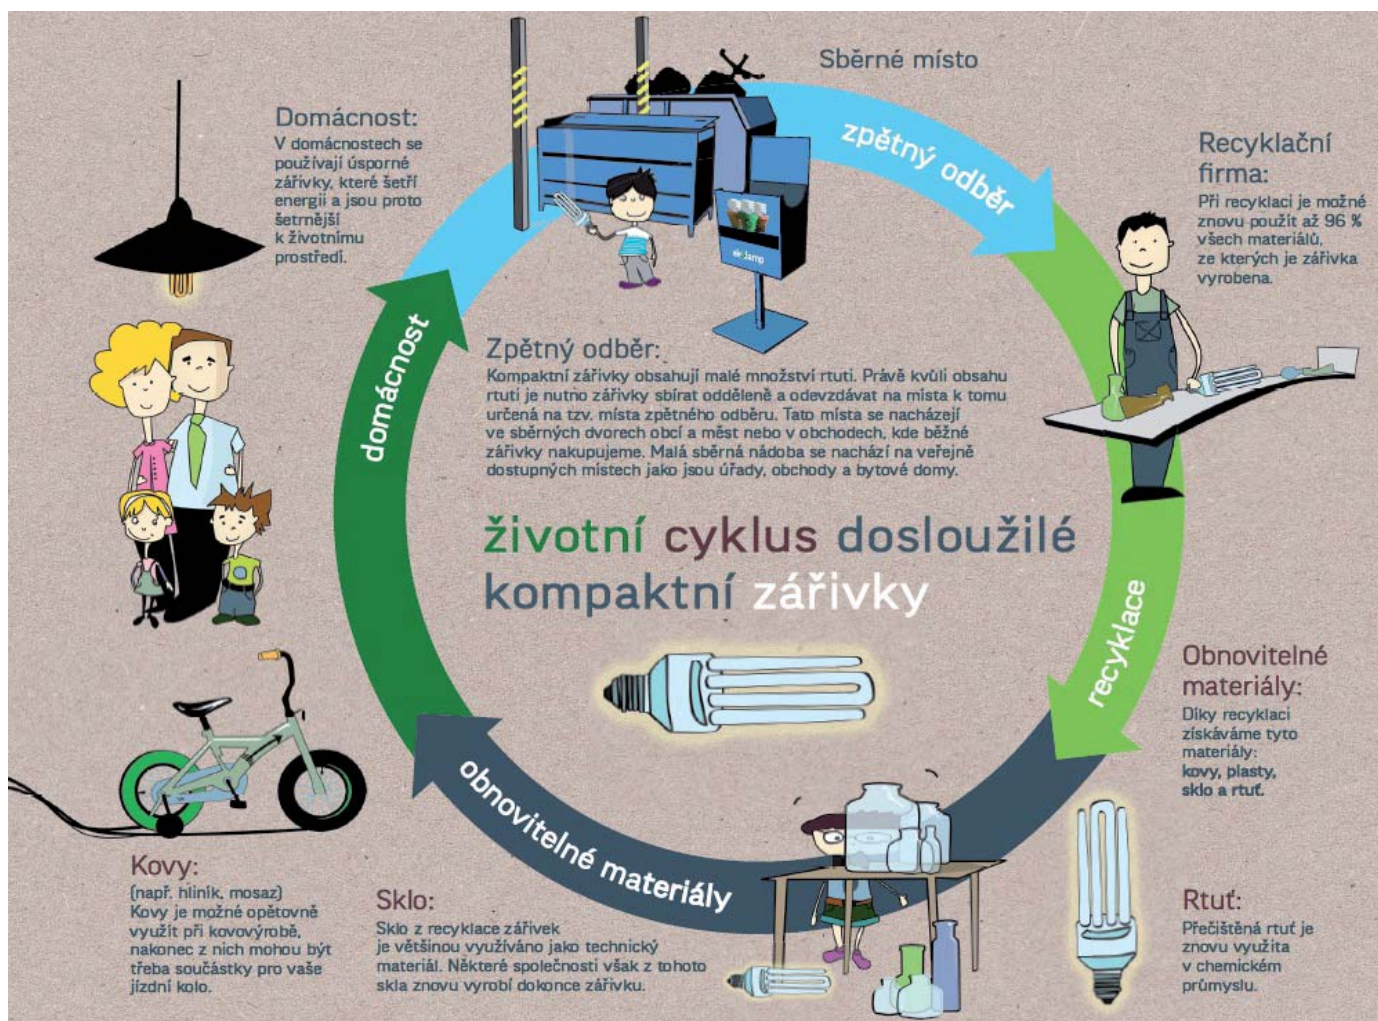 Sběrné místo
zpětný odběr
Domácnost:
V domácnostech se
používají úsporné
zářivky, které šetří
energii a jsou proto
šetrnější
k životnímu
prostředí.
Recyklační
firma:
Při recyklaci je možné
znovu použít až 96 %
všech materiálů,
ze kterých je zářivka
vyrobena.
ekolamp
domácnost
Zpětný odběr:
Kompaktní zářivky obsahují malé množství rtuti. Právě kvůli obsahu
rtuti je nutno zářivky sbírat odděleně a odevzdávat na místa k tomu
určená na tzv. místa zpětného odběru. Tato místa se nacházejí
ve sběrných dvorech obcí a měst nebo v obchodech, kde běžné
zářivky nakupujeme. Malá sběrná nádoba se nachází na veřejně
dostupných místech jako jsou úřady, obchody a bytové domy.
životní cyklus dosloužilé
kompaktní zářivky
recyklace
Obnovitelné
materiály:
Díky recyklaci
získáváme tyto
materiály:
kovy, plasty,
sklo a rtuť.
obnovitelné materiály
Kovy:
(např. hliník, mosaz)
Kovy je možné opětovně
využít při kovovýrobě,
nakonec z nich mohou být
třeba součástky pro vaše
jízdní kolo.
Sklo:
Sklo z recyklace zářivek
je většinou využíváno jako technický
materiál. Některé společnosti však z tohoto
skla znovu vyrobí dokonce zářivku.
Rtuť:
Přečištěná rtuť je
znovu využita
v chemickém
průmyslu.